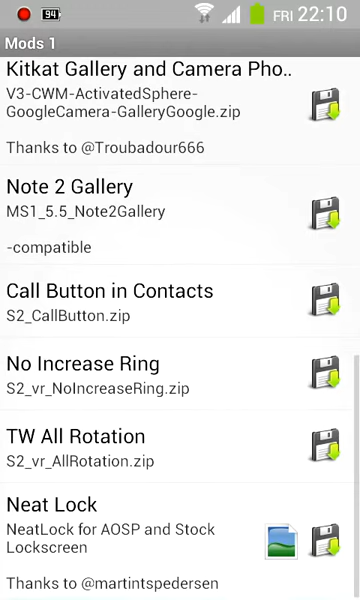 94 FRI 22:10
Mods 1
Kitkat Gallery and Camera Pho..
V3-CWM-ActivatedSphere-
GoogleCamera-GalleryGoogle.zip
Thanks to @Troubadour666
Note 2 Gallery
MS1_5.5_Note2Gallery
-compatible
Call Button in Contacts
S2_CallButton.zip
No Increase Ring
S2_vr_NoIncreaseRing.zip
TW All Rotation
S2_vr_AllRotation.zip
Neat Lock
NeatLock for AOSP and Stock
Lockscreen
Thanks to @martintspedersen